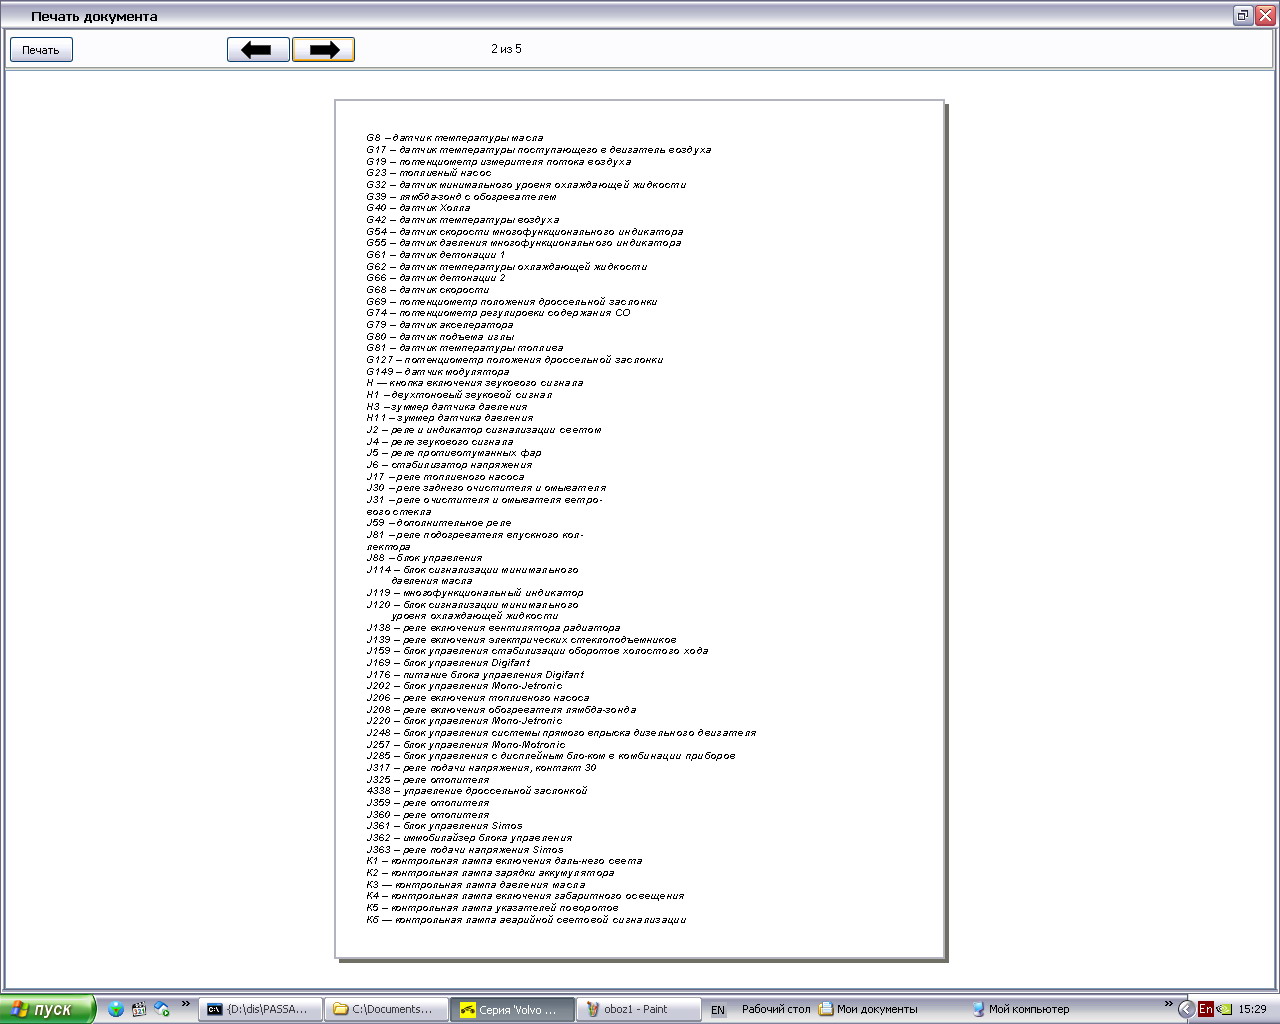 Печать документа
Печать
2 из 5
G8 – датчик температуры масла
G17 – датчик температуры поступающего в двигатель воздуха
G19 – потенциометр измерителя потока воздуха
G23 – топливный насос
G32 – датчик минимального уровня охлаждающей жидкости
G39 – лямбда-зонд с обогревателем
G40 – датчик Холла
G42 – датчик температуры воздуха
G54 – датчик скорости многофункционального индикатора
G55 – датчик давления многофункционального индикатора
G61 – датчик детонации 1
G62 – датчик температуры охлаждающей жидкости
G66 – датчик детонации 2
G68 – датчик скорости
G69 – потенциометр положения дроссельной заслонки
G74 – потенциометр регулировки содержания СО
G79 – датчик акселератора
G80 – датчик подъема иглы
G81 – датчик температуры топлива
G127 – потенциометр положения дроссельной заслонки
G149 – датчик модулятора
H — кнопка включения звукового сигнала
H1 – двухтоновый звуковой сигнал
H3 – зуммер датчика давления
H11 – зуммер датчика давления
J2 – реле и индикатор сигнализации светом
J4 – реле звукового сигнала
J5 – реле противотуманных фар
J6 – стабилизатор напряжения
J17 – реле топливного насоса
J30 – реле заднего очистителя и омывателя
J31 – реле очистителя и омывателя ветро-
вого стекла
J59 – дополнительное реле
J81 – реле подогревателя впускного кол-
лектора
J88 – блок управления
J114 – блок сигнализации минимального
давления масла
J119 – многофункциональный индикатор
J120 – блок сигнализации минимального
уровня охлаждающей жидкости
J138 – реле включения вентилятора радиатора
J139 – реле включения электрических стеклоподъемников
J159 – блок управления стабилизации оборотов холостого хода
J169 – блок управления Digifant
J176 – питание блока управления Digifant
J202 – блок управления Mono-Jetronic
J206 – реле включения топливного насоса
J208 – реле включения обогревателя лямбда-зонда
J220 – блок управления Mono-Jetronic
J248 – блок управления системы прямого впрыска дизельного двигателя
J257 – блок управления Mono-Motronic
J285 – блок управления с дисплейным бло-ком в комбинации приборов
J317 – реле подачи напряжения, контакт 30
J325 – реле отопителя
4338 – управление дроссельной заслонкой
J359 – реле отопителя
J360 – реле отопителя
J361 – блок управления Simos
J362 – иммобилайзер блока управления
J363 – реле подачи напряжения Simos
K1 – контрольная лампа включения даль-него света
K2 – контрольная лампа зарядки аккумулятора
K3 — контрольная лампа давления масла
K4 – контрольная лампа включения габаритного освещения
K5 – контрольная лампа указателей поворотов
K6 — контрольная лампа аварийной световой сигнализации
пуск
{D:\dis\PASSA...
C:\Documents...
Серия 'Volvo ...
oboz1 - Paint
EN
Рабочий стол
Мои документы
Мой компьютер
En
15:29